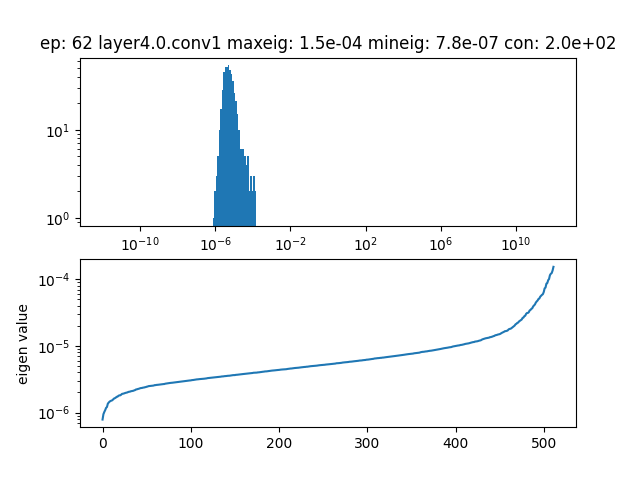 ep: 62 layer4.0.conv1 maxeig: 1.5e-04 mineig: 7.8e-07 con: 2.0e+02
10¹
10⁰
10⁻¹⁰ 10⁻⁶ 10⁻² 10² 10⁶ 10¹⁰
10⁻⁴
10⁻⁵
10⁻⁶
eigen value
0 100 200 300 400 500